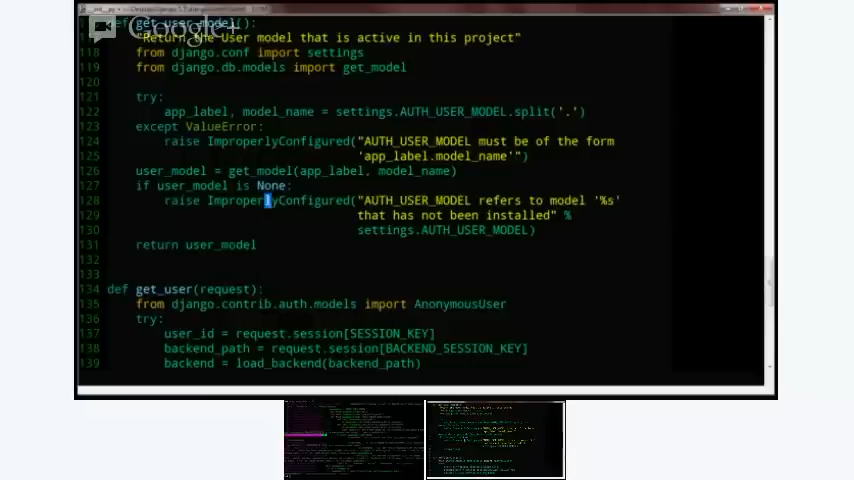 def get_user_model():
Google+
"Return the User model that is active in this project"
118 from django.conf import settings
119 from django.db.models import get_model
120
121 try:
122 app_label, model_name = settings.AUTH_USER_MODEL.split('.')
123 except ValueError:
124 raise ImproperlyConfigured("AUTH_USER_MODEL must be of the form
125 'app_label.model_name'")
126 user_model = get_model(app_label, model_name)
127 if user_model is None:
128 raise ImproperlyConfigured("AUTH_USER_MODEL refers to model '%s'
129 that has not been installed" %
130 settings.AUTH_USER_MODEL)
131 return user_model
132
133
134 def get_user(request):
135 from django.contrib.auth.models import AnonymousUser
136 try:
137 user_id = request.session[SESSION_KEY]
138 backend_path = request.session[BACKEND_SESSION_KEY]
139 backend = load_backend(backend_path)